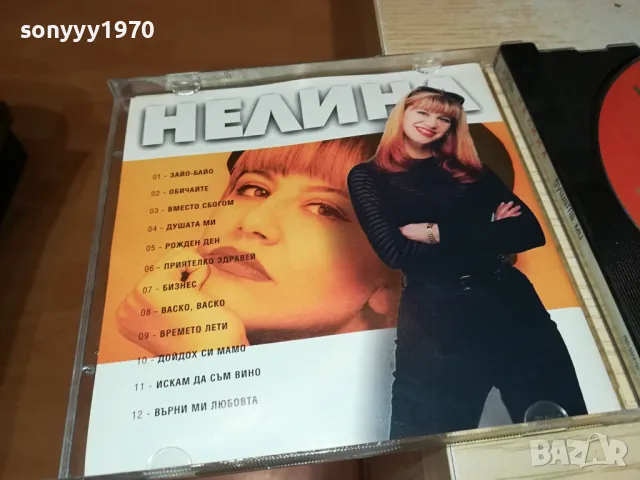 sonyyy1970
НЕЛИНА
01 - ЗАЙО-БАЙО
02 - ОБИЧАЙТЕ
03 - ВМЕСТО СБОГОМ
04 - ДУШАТА МИ
05 - РОЖДЕН ДЕН
06 - ПРИЯТЕЛКО ЗДРАВЕЙ
07 - БИЗНЕС
08 - ВАСКО, ВАСКО
09 - ВРЕМЕТО ЛЕТИ
10 - ДОЙДОХ СИ МАМО
11 - ИСКАМ ДА СЪМ ВИНО
12 - ВЪРНИ МИ ЛЮБОВТА
BAZAR